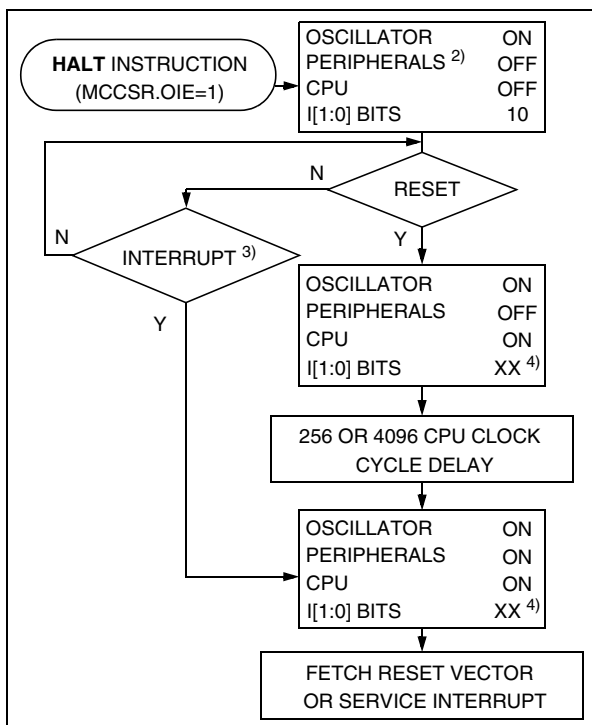 HALT INSTRUCTION
(MCCSR.OIE=1)
OSCILLATOR ON
PERIPHERALS 2) OFF
CPU OFF
I[1:0] BITS 10
N
RESET
N
INTERRUPT 3)
Y
Y
OSCILLATOR ON
PERIPHERALS OFF
CPU ON
I[1:0] BITS XX 4)
256 OR 4096 CPU CLOCK
CYCLE DELAY
OSCILLATOR ON
PERIPHERALS ON
CPU ON
I[1:0] BITS XX 4)
FETCH RESET VECTOR
OR SERVICE INTERRUPT